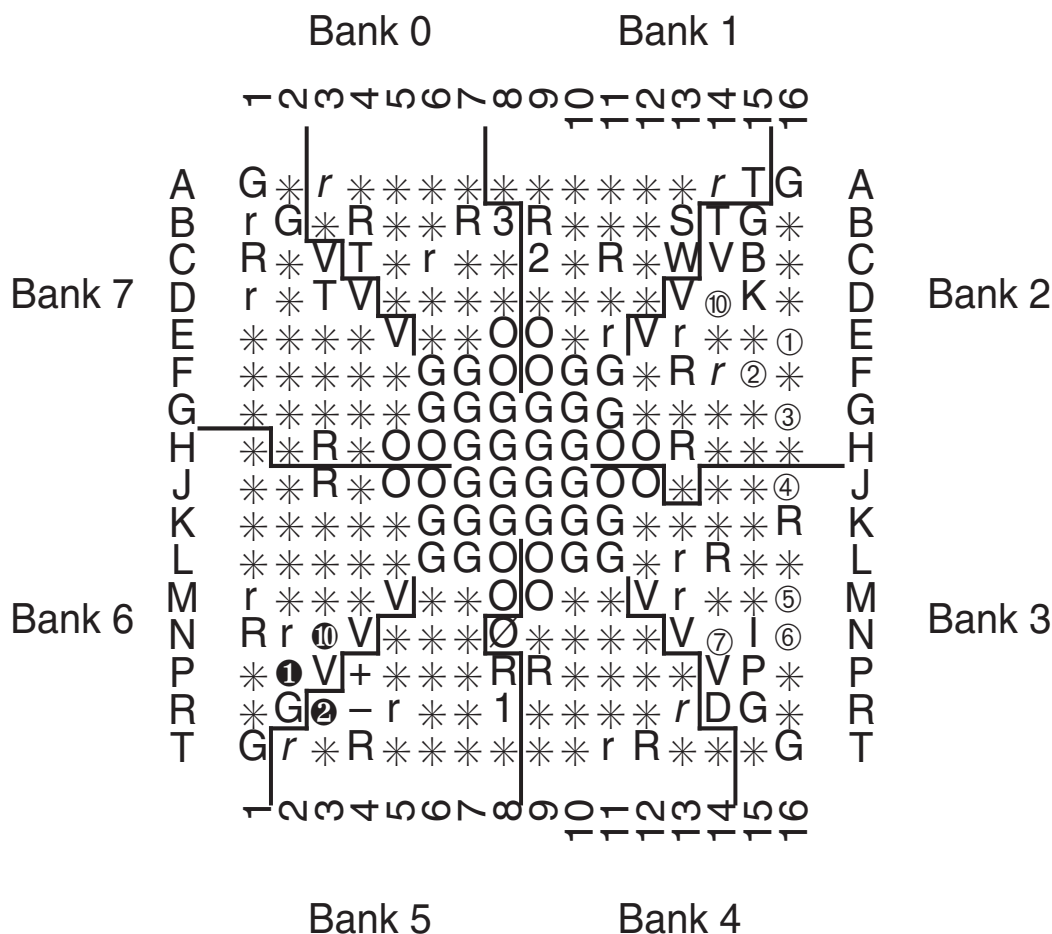 Bank 0 Bank 1
1 2 3 4 5 6 7 8 9 10 11 12 13 14 15 16
A G * r * * * * * * * * * * r T G A
B r G * R * * R 3 R * * * S T G * B
C R * V T * r * * 2 * R * W V B * C
Bank 7 D r * T V * * * * * * * * V ⑩ K * D Bank 2
E * * * * V * * O O * r V r * * ① E
F * * * * * G G O O G G * R r ② * F
G * * * * * G G G G G G * * * * ③ G
H * * R * O O G G G G O O R * * * H
J * * R * O O G G G G O O * * * ④ J
K * * * * * G G G G G G * * * * R K
L * * * * * G G O O G G * r R * * L
M r * * * V * * O O * * V r * * ⑤ M
Bank 6 N R r ❿ V * * * Ø * * * * V ⑦ I ⑥ N Bank 3
P * ❶ V + * * * R R * * * * V P * P
R * G ❷ – r * * 1 * * * * r D G * R
T G r * R * * * * * * r R * * * G T
1 2 3 4 5 6 7 8 9 10 11 12 13 14 15 16
Bank 5 Bank 4